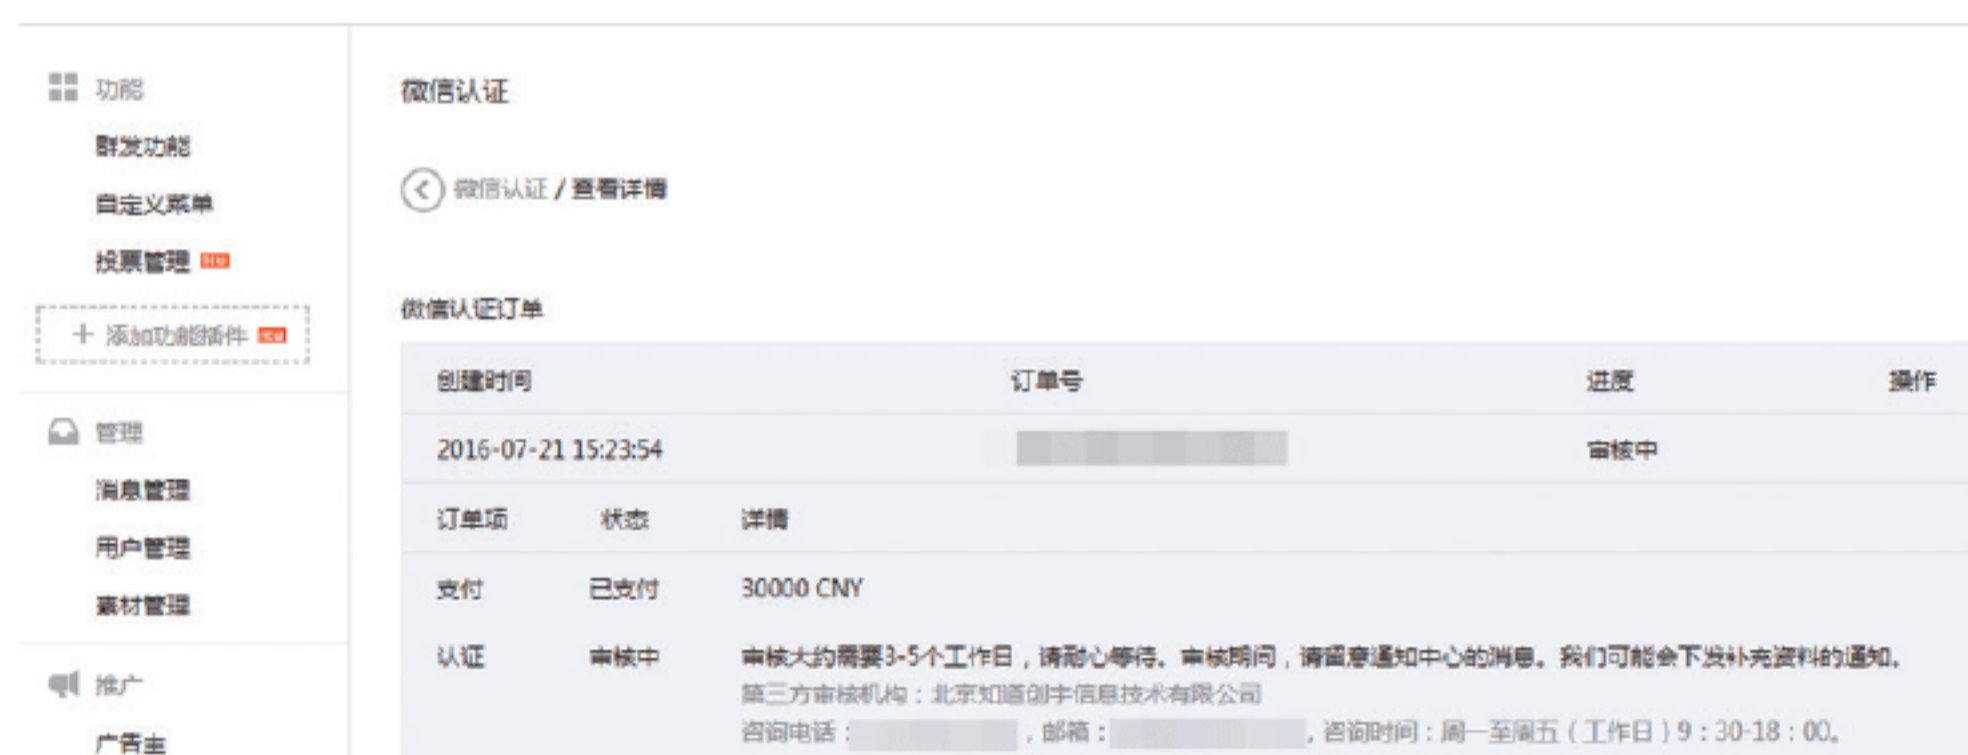 功能
群发功能
自定义菜单
投票管理
+ 添加功能插件
管理
消息管理
用户管理
素材管理
推广
广告主
微信认证
微信认证 / 查看详情
微信认证订单
创建时间 订单号 进度 操作
2016-07-21 15:23:54 审核中
订单项 状态 详情
支付 已支付 30000 CNY
认证 审核中 审核大约需要3-5个工作日，请耐心等待。审核期间，请留意通知中心的消息。我们可能会下发补充资料的通知。
第三方审核机构：北京知道创宇信息技术有限公司
咨询电话： ，邮箱： ，咨询时间：周一至周五（工作日）9：30-18：00。